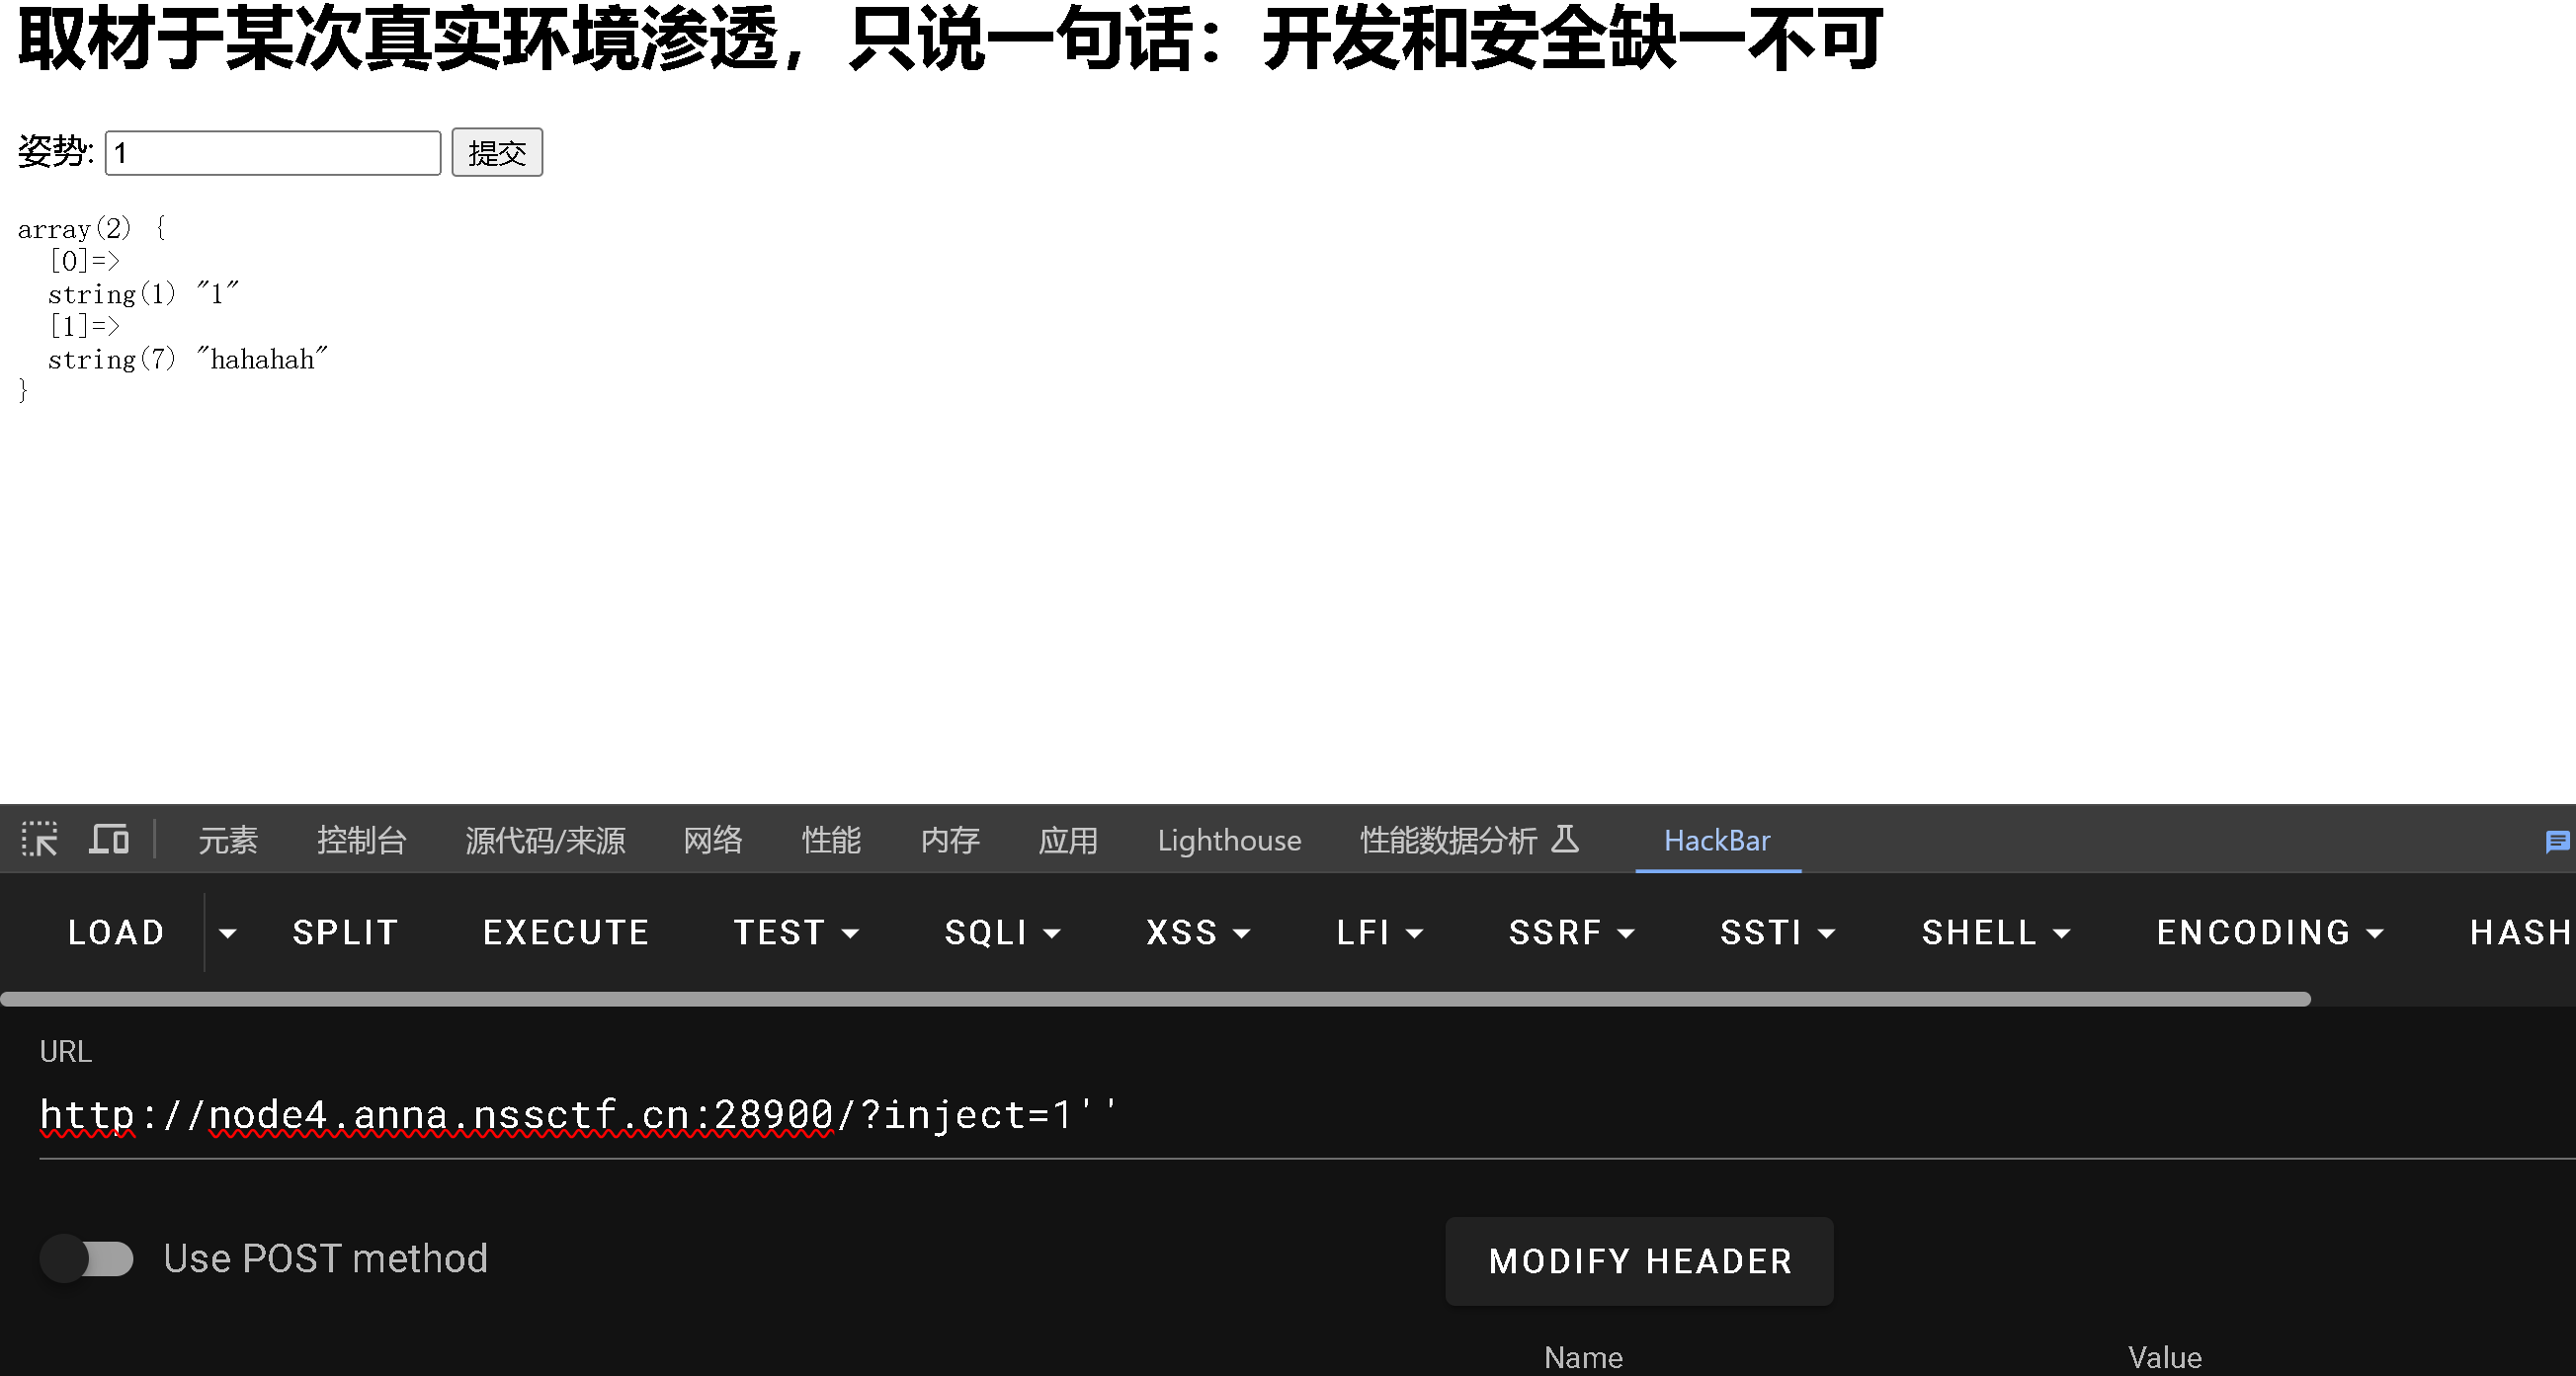 取材于某次真实环境渗透，只说一句话：开发和安全缺一不可
姿势: 1 提交
array(2) {
  [0]=>
  string(1) "1"
  [1]=>
  string(7) "hahahah"
}
元素 控制台 源代码/来源 网络 性能 内存 应用 Lighthouse 性能数据分析 HackBar
LOAD SPLIT EXECUTE TEST SQLI XSS LFI SSRF SSTI SHELL ENCODING HASH
URL
http://node4.anna.nssctf.cn:28900/?inject=1''
Use POST method MODIFY HEADER
Name Value